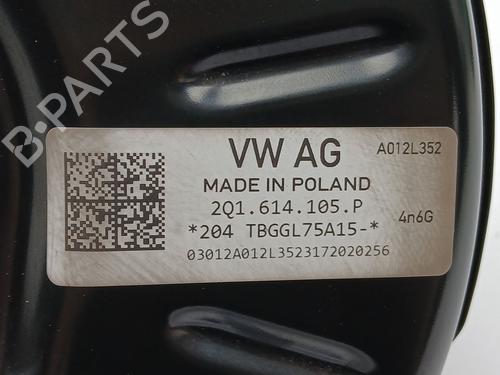 B-PARTS
VW AG
A012L352
MADE IN POLAND
2Q1.614.105.P
4n6G
*204 TBGGL75A15-*
03012A012L3523172020256